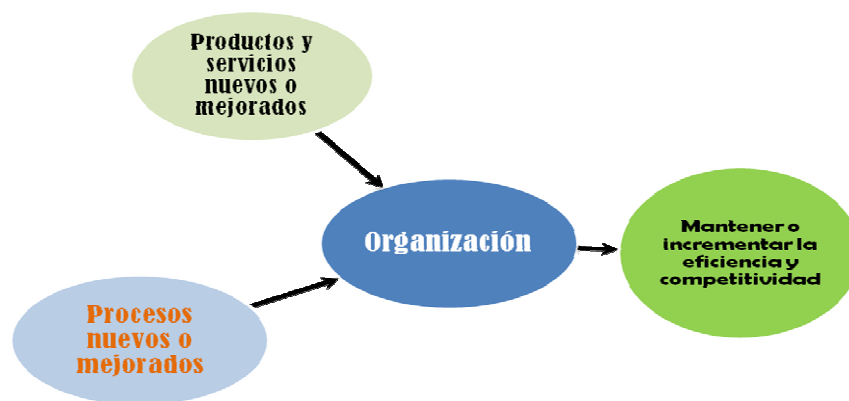 Productos y
servicios
nuevos o
mejorados
Organización
Mantener o
incrementar la
eficiencia y
competitividad
Procesos
nuevos o
mejorados